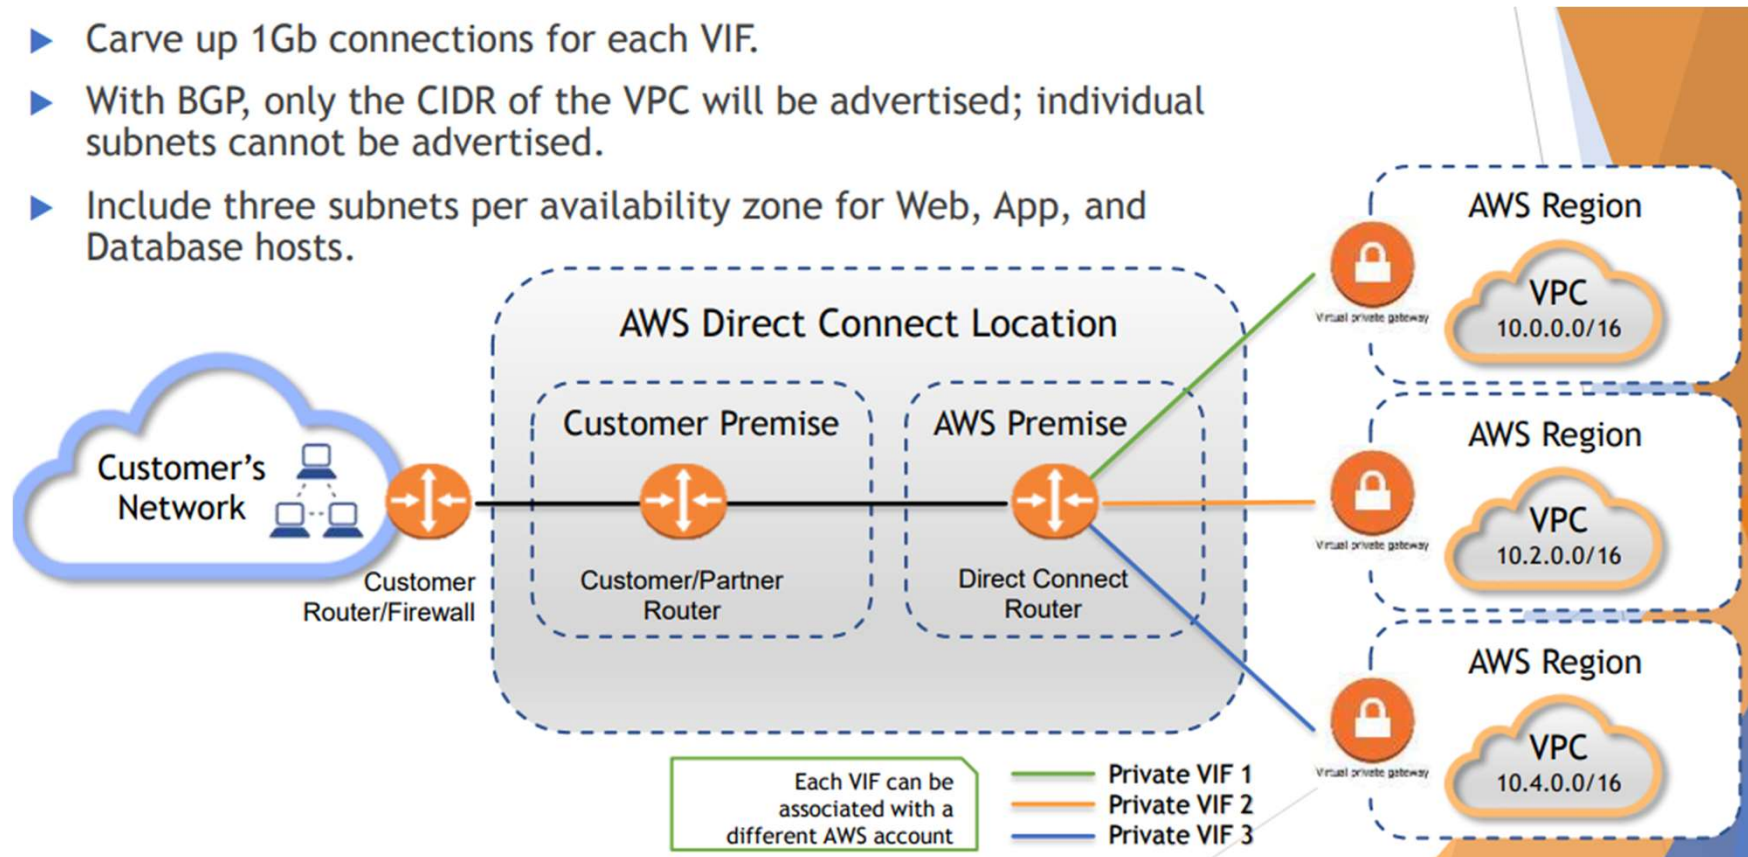 Carve up 1Gb connections for each VIF.
With BGP, only the CIDR of the VPC will be advertised; individual
subnets cannot be advertised.
Include three subnets per availability zone for Web, App, and
Database hosts.
AWS Direct Connect Location
Customer Premise
AWS Premise
Customer's
Network
Customer
Router/Firewall
Customer/Partner
Router
Direct Connect
Router
AWS Region
VPC
10.0.0.0/16
Virtual private gateway
AWS Region
VPC
10.2.0.0/16
Virtual private gateway
AWS Region
VPC
10.4.0.0/16
Virtual private gateway
Each VIF can be
associated with a
different AWS account
Private VIF 1
Private VIF 2
Private VIF 3